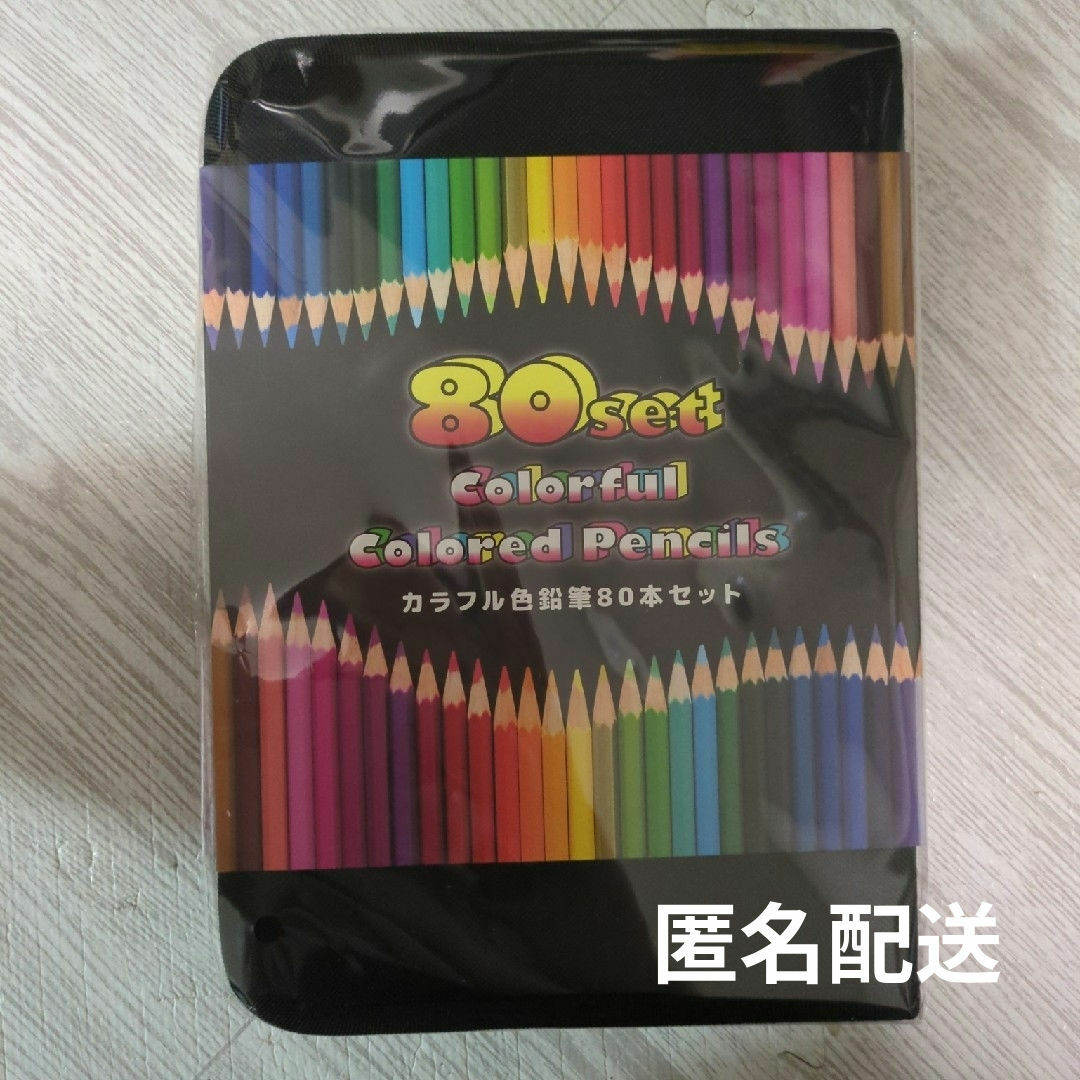 80set
Colorful
Colored Pencils
カラフル色鉛筆80本セット
匿名配送